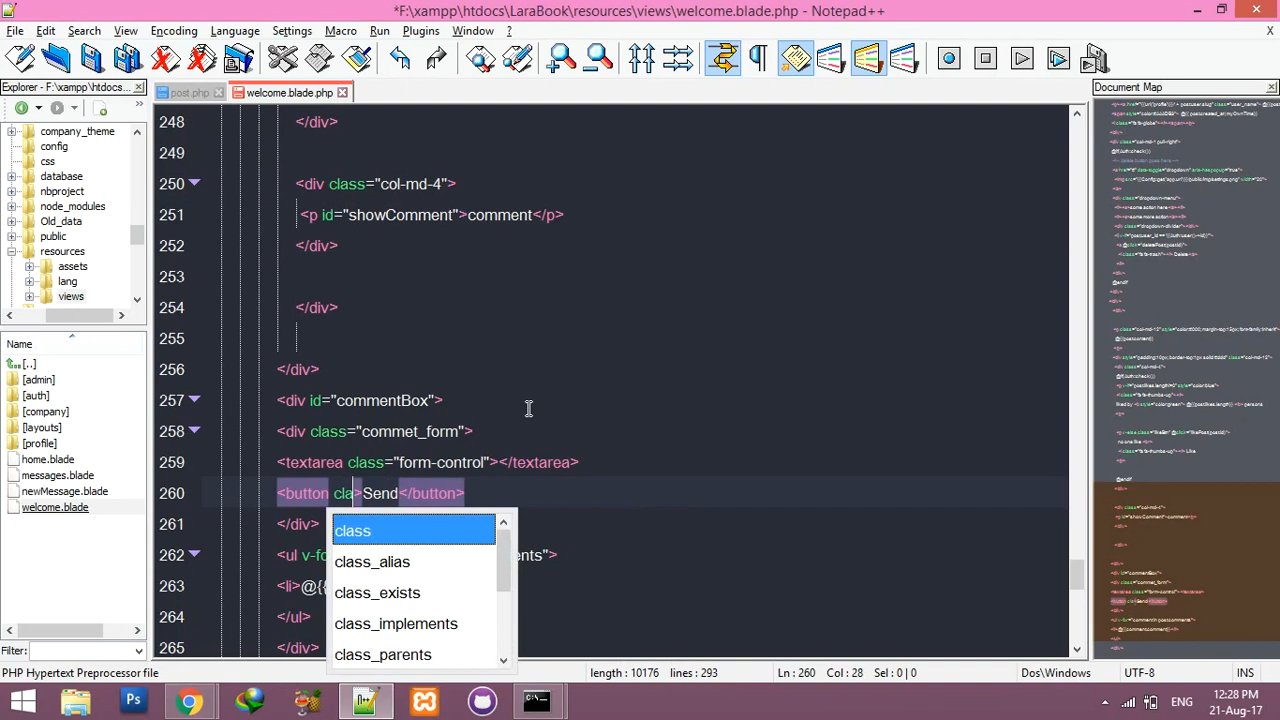 *F:\xampp\htdocs\LaraBook\resources\views\welcome.blade.php - Notepad++
File Edit Search View Encoding Language Settings Macro Run Plugins Window ? X
Explorer - F:\xampp\htdocs...
post.php
welcome.blade.php
Document Map
company_theme
config
css
database
nbproject
node_modules
Old_data
public
resources
assets
lang
views
Name
[..]
[admin]
[auth]
[company]
[layouts]
[profile]
home.blade
messages.blade
newMessage.blade
welcome.blade
Filter:
248 </div>
249
250 <div class="col-md-4">
251 <p id="showComment">comment</p>
252 </div>
253
254 </div>
255
256 </div>
257 <div id="commentBox">
258 <div class="commet_form">
259 <textarea class="form-control"></textarea>
260 <button cla>Send</button>
261 </div>
262 <ul v-fo ents">
263 <li>@{{
264 </ul>
265 </div>
class
class_alias
class_exists
class_implements
class_parents
PHP Hypertext Preprocessor file length : 10176 lines : 293 Ln : 260 Col : 28 Sel : 0 | 0 Dos\Windows UTF-8 INS
Ps
ENG
12:28 PM
21-Aug-17